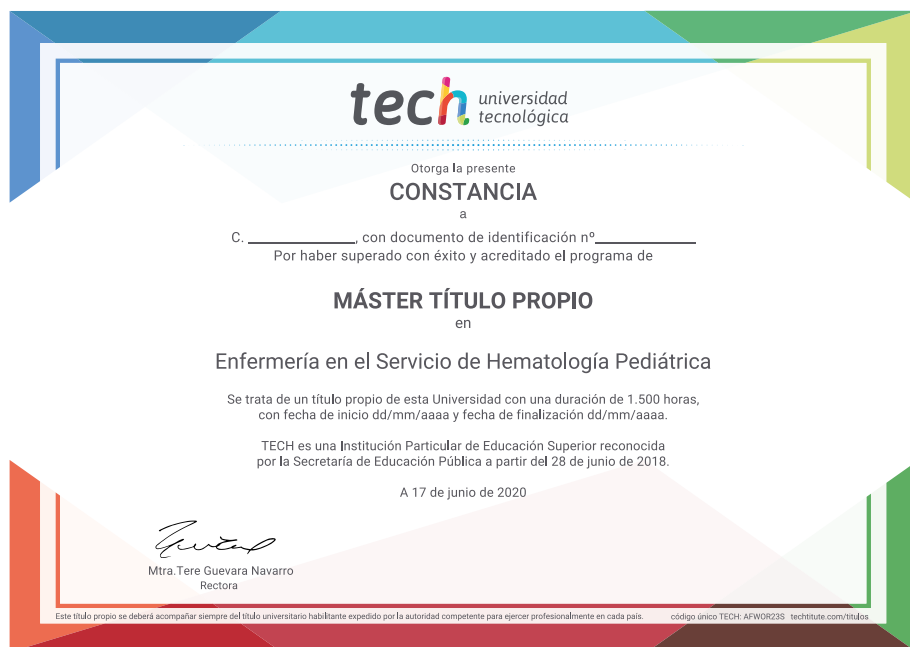 tech universidad
tecnológica
Otorga la presente
CONSTANCIA
a
C. ______________, con documento de identificación nº______________
Por haber superado con éxito y acreditado el programa de
MÁSTER TÍTULO PROPIO
en
Enfermería en el Servicio de Hematología Pediátrica
Se trata de un título propio de esta Universidad con una duración de 1.500 horas,
con fecha de inicio dd/mm/aaaa y fecha de finalización dd/mm/aaaa.
TECH es una Institución Particular de Educación Superior reconocida
por la Secretaría de Educación Pública a partir del 28 de junio de 2018.
A 17 de junio de 2020
Mtra.Tere Guevara Navarro
Rectora
Este título propio se deberá acompañar siempre del título universitario habilitante expedido por la autoridad competente para ejercer profesionalmente en cada país. código único TECH: AFWOR23S techtitute.com/titulos